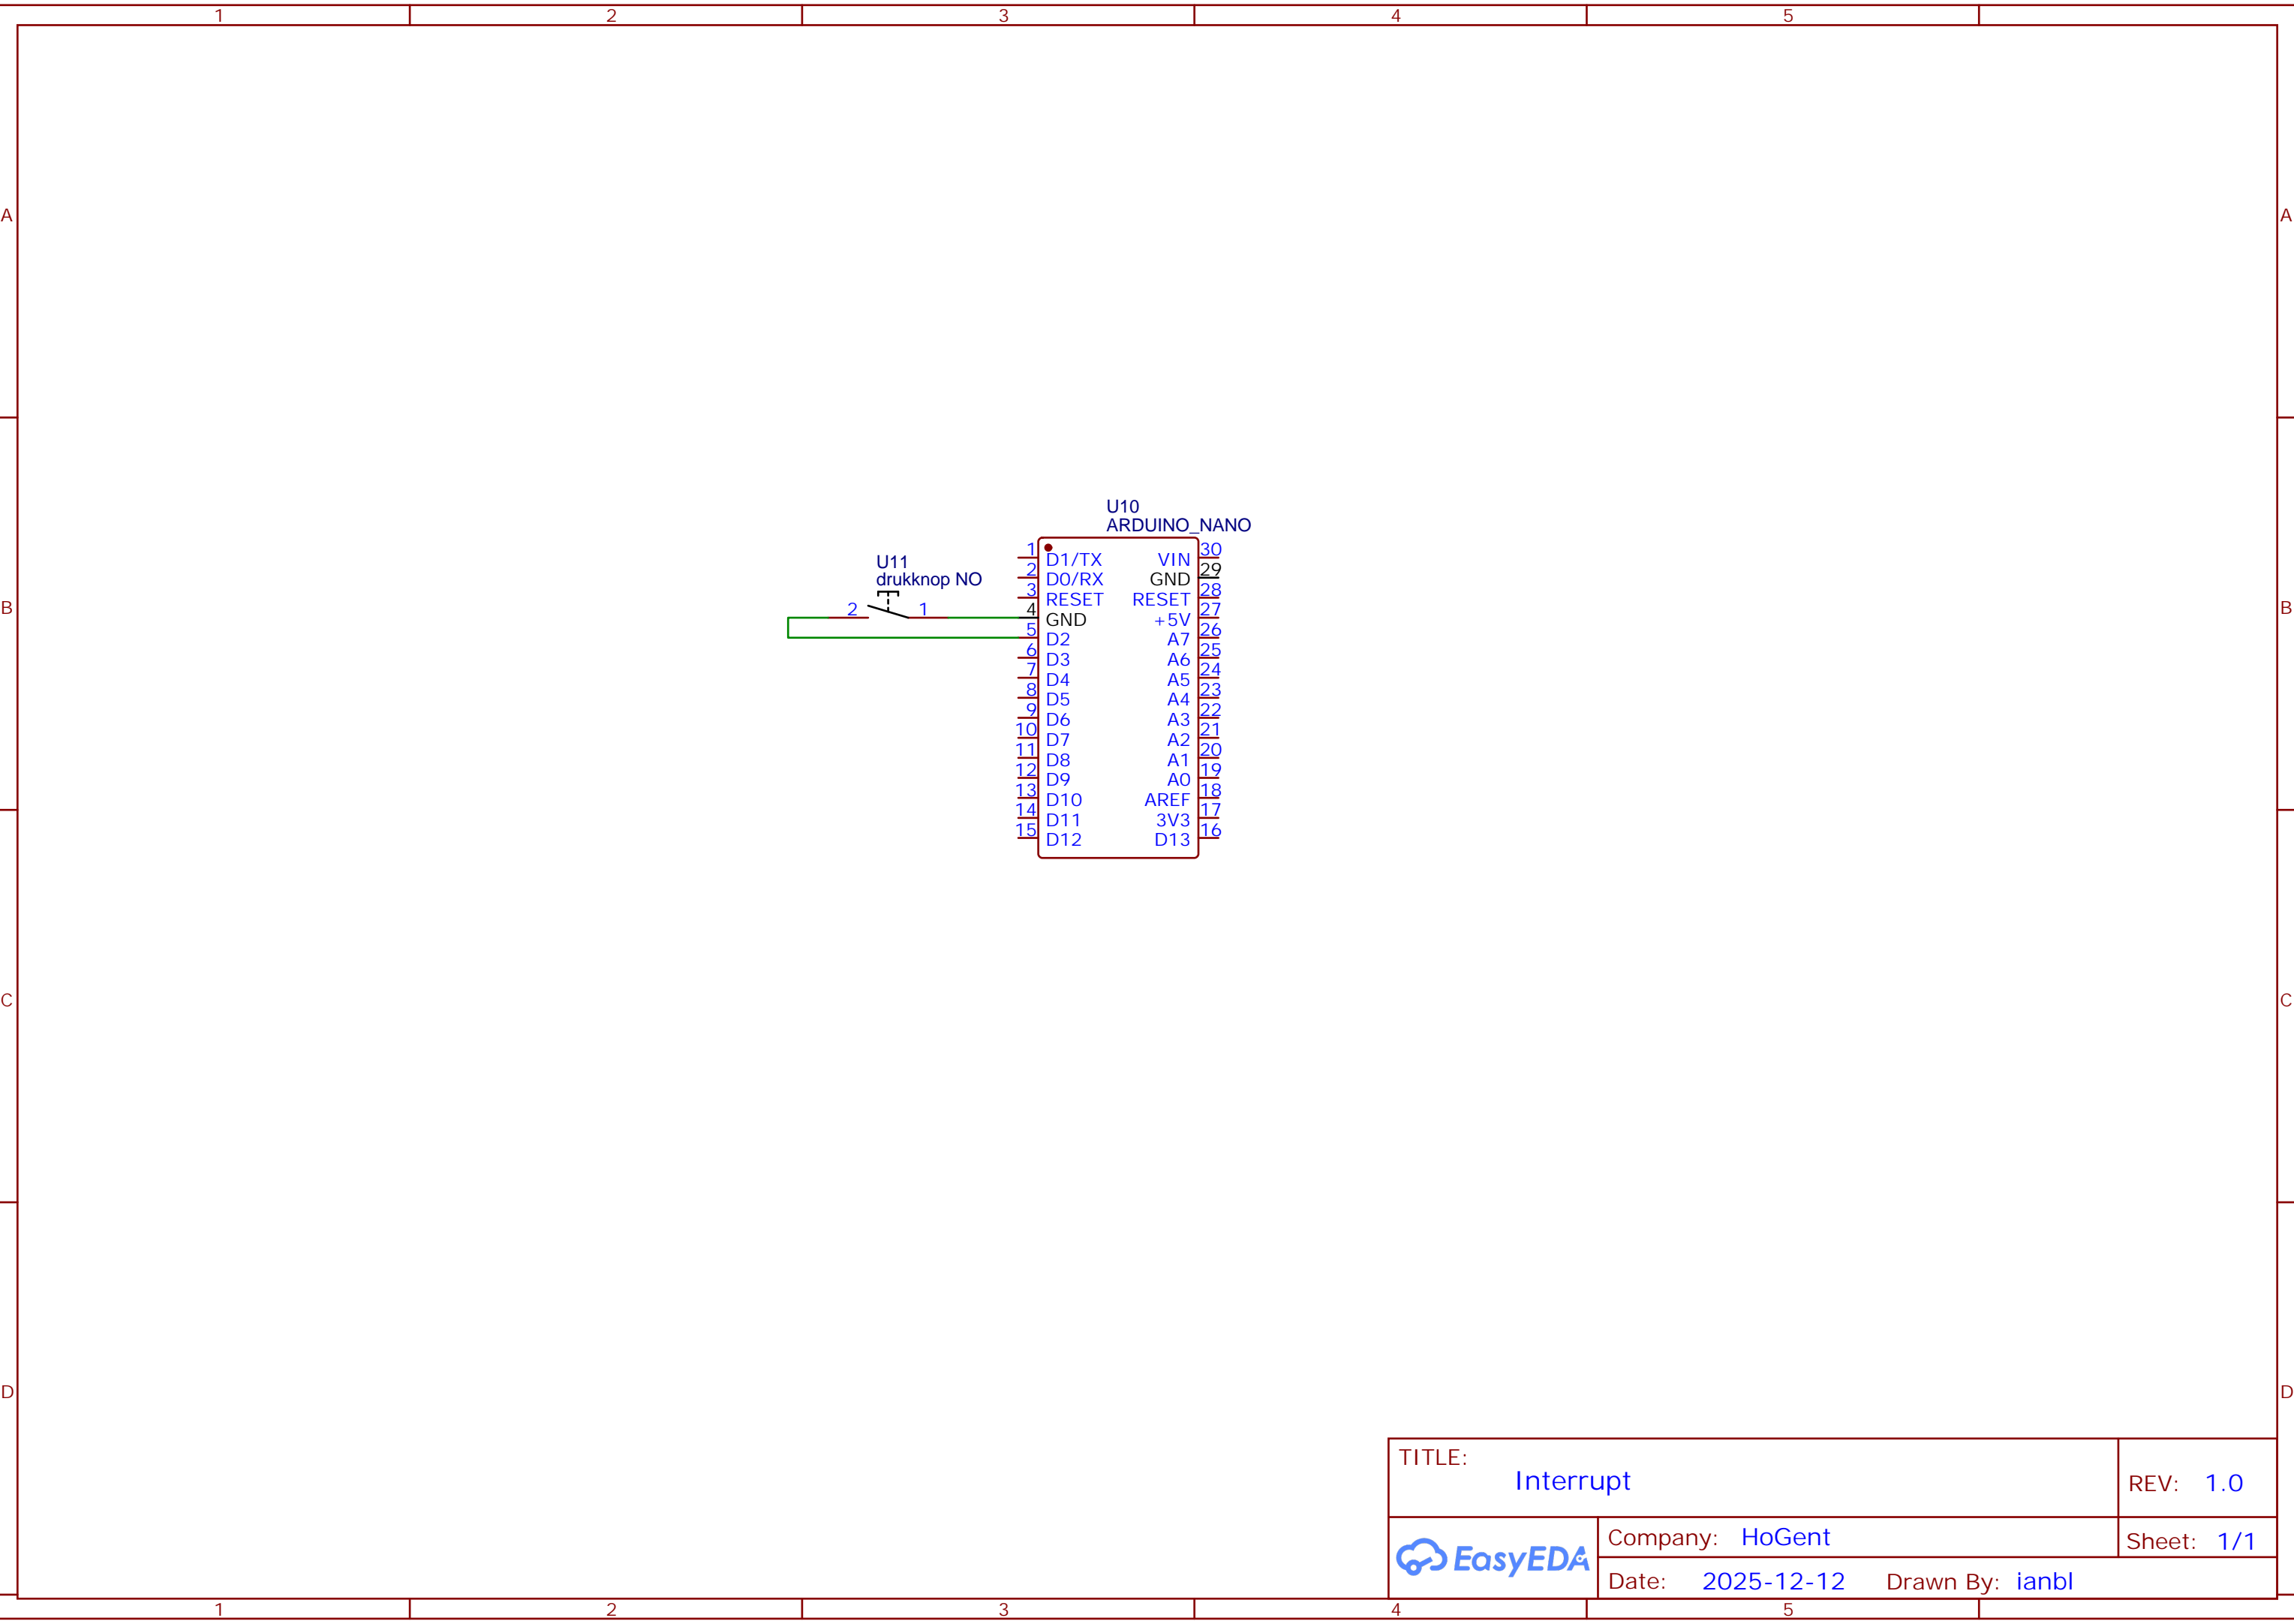 1 2 3 4 5
A A
U10
ARDUINO_NANO
U11
drukknop NO
2 1
1 D1/TX VIN 30
2 D0/RX GND 29
3 RESET RESET 28
4 GND +5V 27
5 D2 A7 26
6 D3 A6 25
7 D4 A5 24
8 D5 A4 23
9 D6 A3 22
10 D7 A2 21
11 D8 A1 20
12 D9 A0 19
13 D10 AREF 18
14 D11 3V3 17
15 D12 D13 16
B B
C C
D D
TITLE:
Interrupt
REV: 1.0
EasyEDA
Company: HoGent
Sheet: 1/1
Date: 2025-12-12 Drawn By: ianbl
1 2 3 4 5